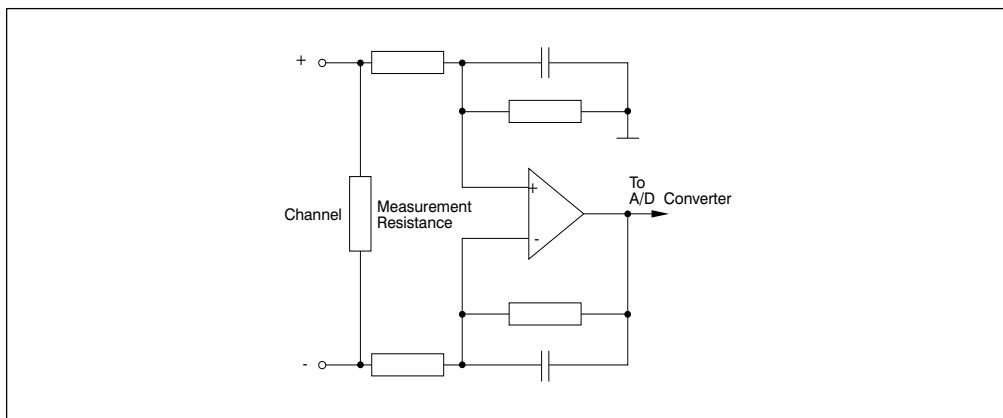 +
+
To
A/D Converter
Channel
Measurement
Resistance
-
-